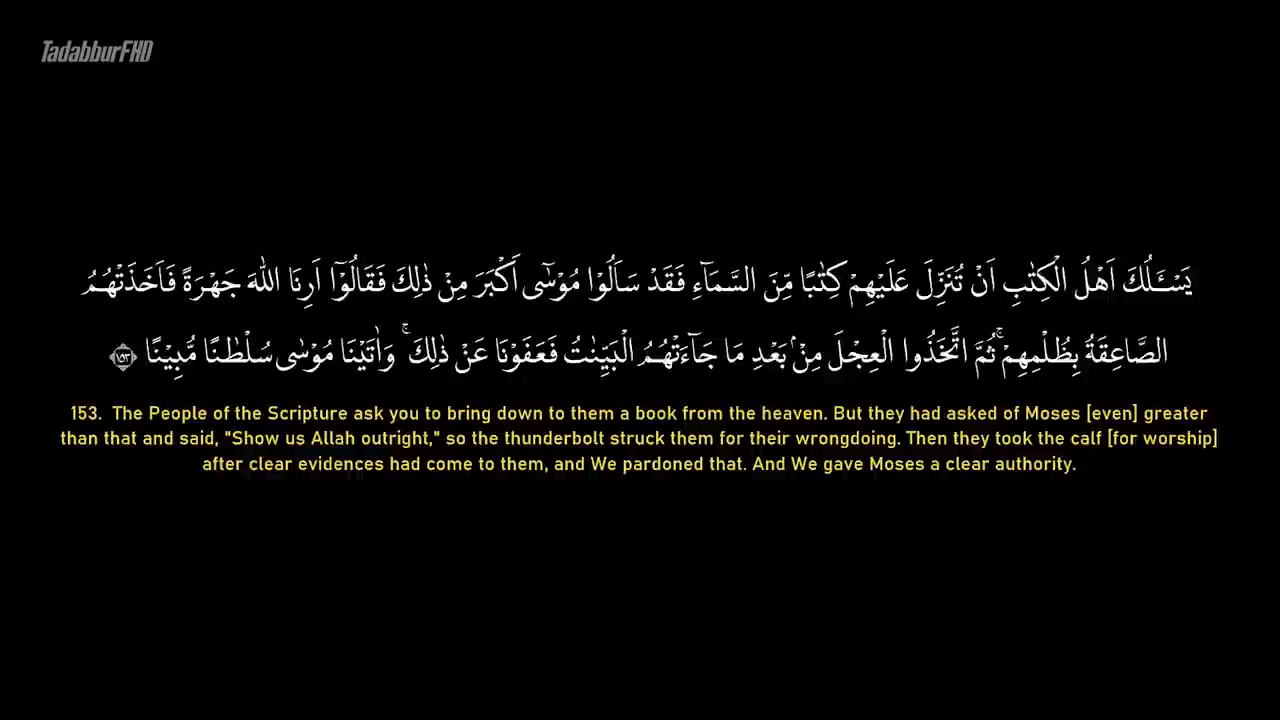 TadabburFHD
يَسْـَٔلُكَ اَهْلُ الْكِتٰبِ اَنْ تُنَزِّلَ عَلَيْهِمْ كِتٰبًا مِّنَ السَّمَآءِ فَقَدْ سَاَلُوْا مُوْسٰٓى اَكْبَرَ مِنْ ذٰلِكَ فَقَالُوْٓا اَرِنَا اللّٰهَ جَهْرَةً فَاَخَذَتْهُمُ
الصَّاعِقَةُ بِظُلْمِهِمْۚ ثُمَّ اتَّخَذُوا الْعِجْلَ مِنْۢ بَعْدِ مَا جَآءَتْهُمُ الْبَيِّنٰتُ فَعَفَوْنَا عَنْ ذٰلِكَ ۚ وَاٰتَيْنَا مُوْسٰى سُلْطٰنًا مُّبِيْنًا ١٥٣
153. The People of the Scripture ask you to bring down to them a book from the heaven. But they had asked of Moses [even] greater
than that and said, "Show us Allah outright," so the thunderbolt struck them for their wrongdoing. Then they took the calf [for worship]
after clear evidences had come to them, and We pardoned that. And We gave Moses a clear authority.